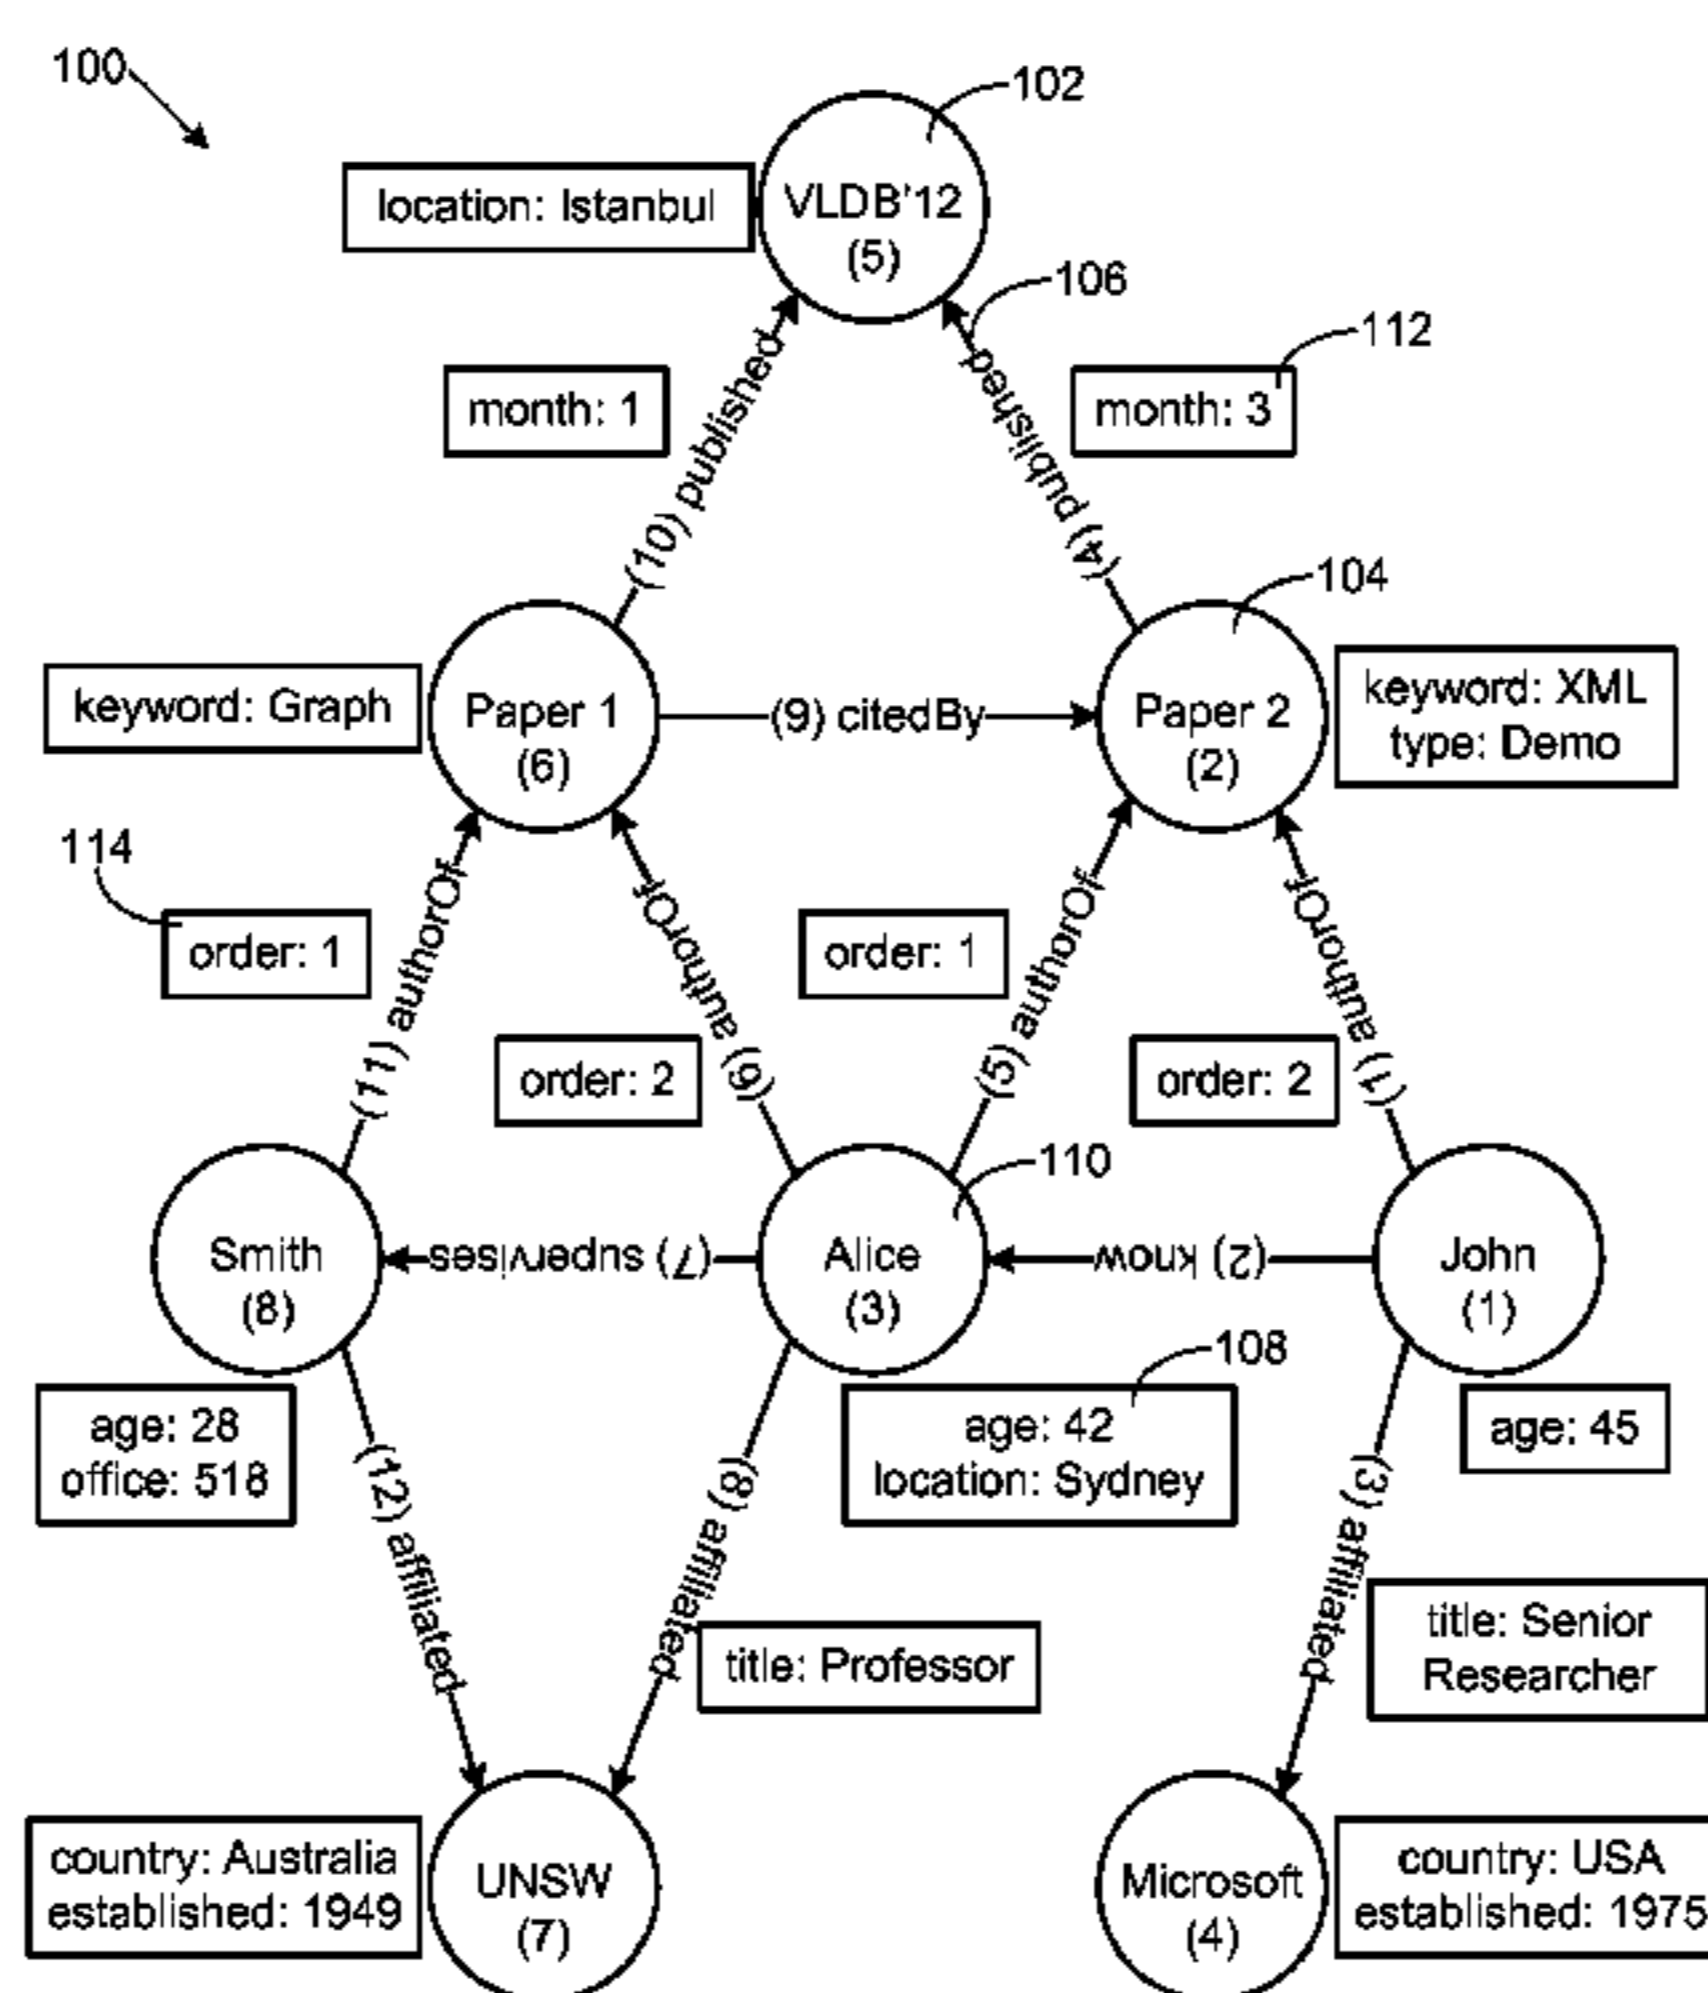 100
102
location: Istanbul
VLDB'12
(5)
106
112
month: 1
(10) published
(4) published
month: 3
104
keyword: Graph
Paper 1
(6)
(9) citedBy
Paper 2
(2)
keyword: XML
type: Demo
114
order: 1
(11) authorOf
order: 2
(6) authorOf
order: 1
(5) authorOf
order: 2
(1) authorOf
110
Smith
(8)
(7) supervises
Alice
(3)
(2) know
John
(1)
108
age: 28
office: 518
age: 42
location: Sydney
age: 45
(12) affiliated
(8) affiliated
title: Professor
(3) affiliated
title: Senior
Researcher
country: Australia
established: 1949
UNSW
(7)
Microsoft
(4)
country: USA
established: 1975